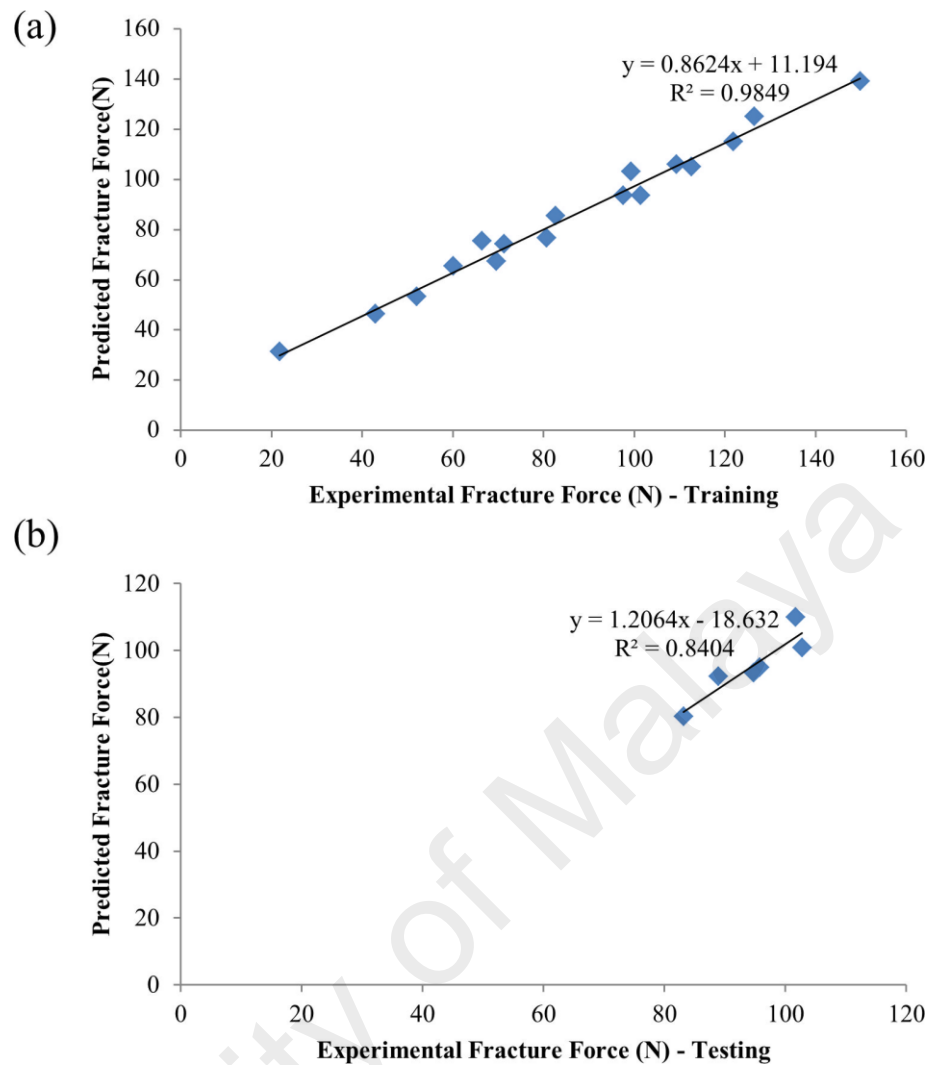 (a)
160
140
120
100
80
60
40
20
0
Predicted Fracture Force(N)
y = 0.8624x + 11.194
R² = 0.9849
0 20 40 60 80 100 120 140 160
Experimental Fracture Force (N) - Training
(b)
120
100
80
60
40
20
0
Predicted Fracture Force(N)
y = 1.2064x - 18.632
R² = 0.8404
0 20 40 60 80 100 120
Experimental Fracture Force (N) - Testing
ity of Malaya